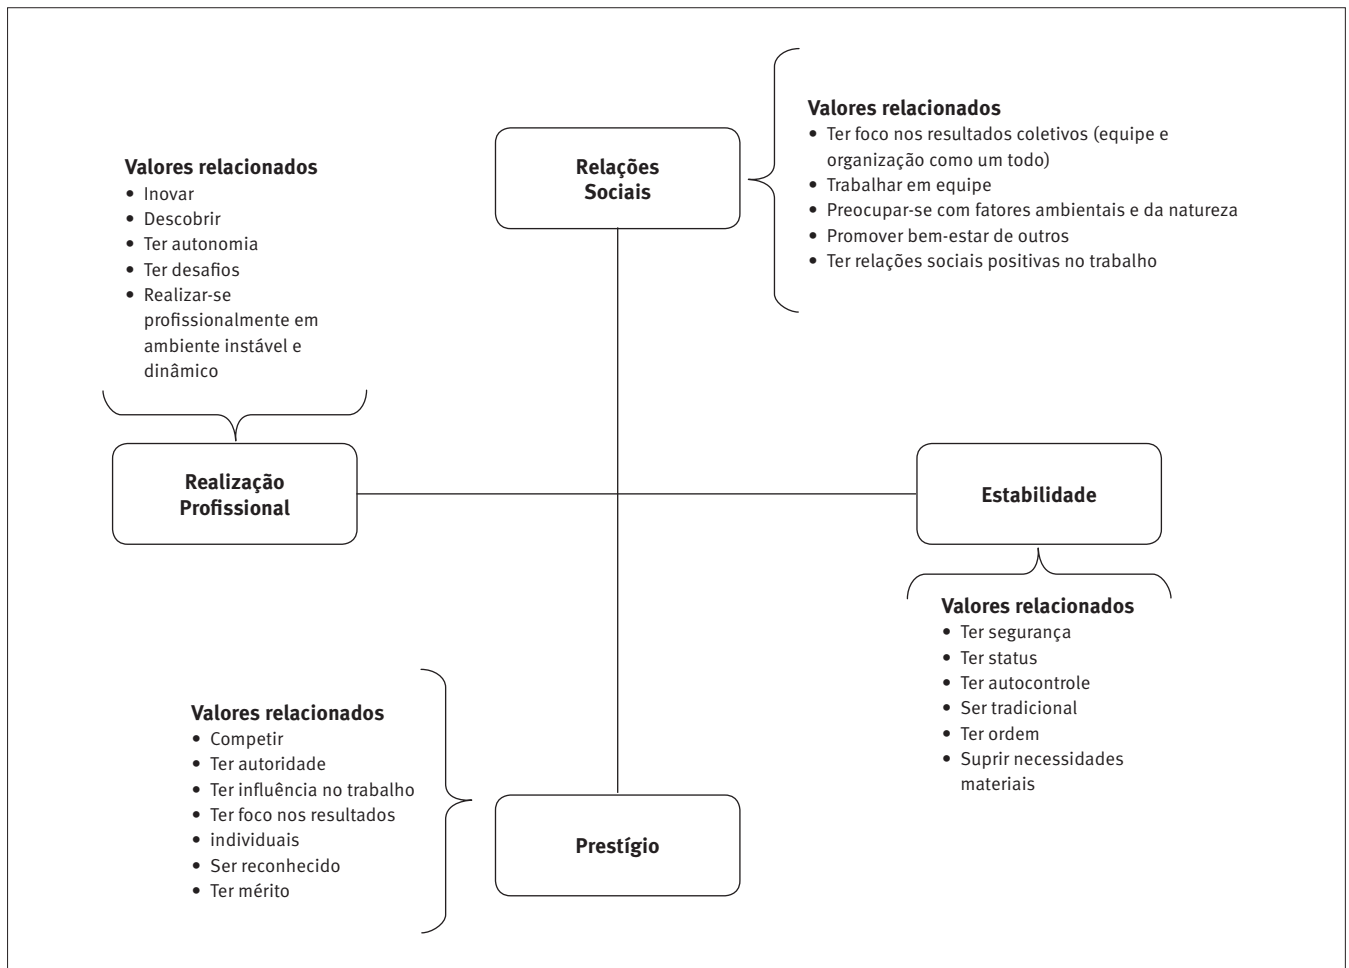 Relações
Sociais
Valores relacionados
• Ter foco nos resultados coletivos (equipe e
organização como um todo)
• Trabalhar em equipe
• Preocupar-se com fatores ambientais e da natureza
• Promover bem-estar de outros
• Ter relações sociais positivas no trabalho
Valores relacionados
• Inovar
• Descobrir
• Ter autonomia
• Ter desafios
• Realizar-se
profissionalmente em
ambiente instável e
dinâmico
Realização
Profissional
Estabilidade
Valores relacionados
• Ter segurança
• Ter status
• Ter autocontrole
• Ser tradicional
• Ter ordem
• Suprir necessidades
materiais
Valores relacionados
• Competir
• Ter autoridade
• Ter influência no trabalho
• Ter foco nos resultados
• individuais
• Ser reconhecido
• Ter mérito
Prestígio